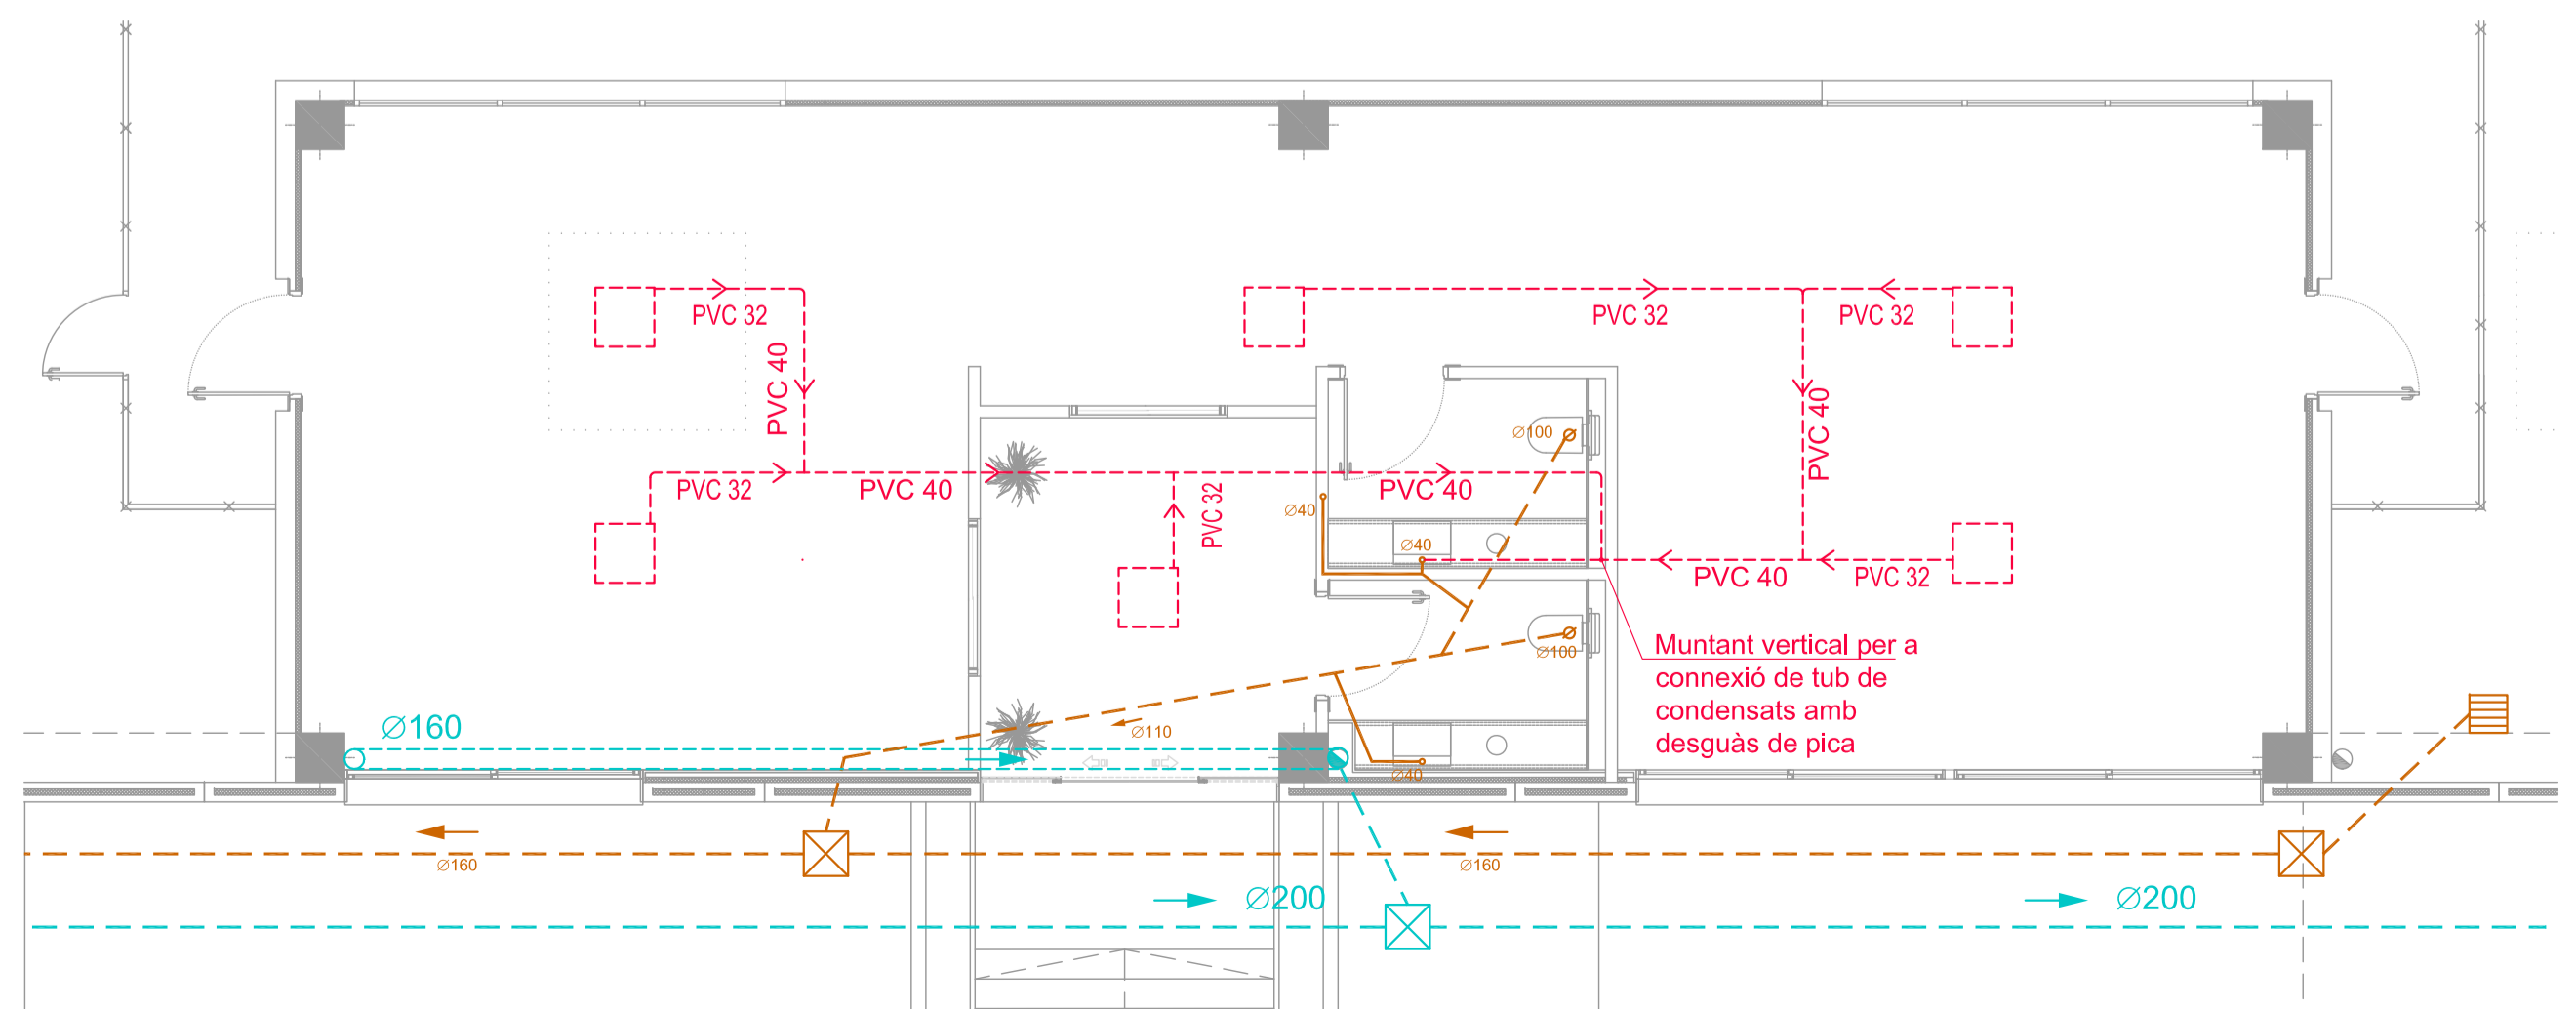 PVC 32
PVC 32
PVC 32
PVC 40
PVC 40
Ø100
PVC 32
PVC 40
PVC 32
PVC 40
Ø40
Ø40
PVC 40
PVC 32
Ø100
Muntant vertical per a
connexió de tub de
condensats amb
desguàs de pica
Ø160
Ø110
Ø40
Ø160
Ø160
Ø200
Ø200